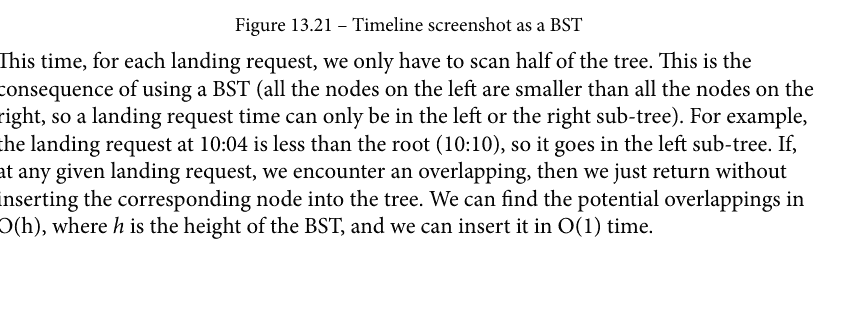 Figure 13.21 – Timeline screenshot as a BST
This time, for each landing request, we only have to scan half of the tree. This is the
consequence of using a BST (all the nodes on the left are smaller than all the nodes on the
right, so a landing request time can only be in the left or the right sub-tree). For example,
the landing request at 10:04 is less than the root (10:10), so it goes in the left sub-tree. If,
at any given landing request, we encounter an overlapping, then we just return without
inserting the corresponding node into the tree. We can find the potential overlappings in
O(h), where h is the height of the BST, and we can insert it in O(1) time.